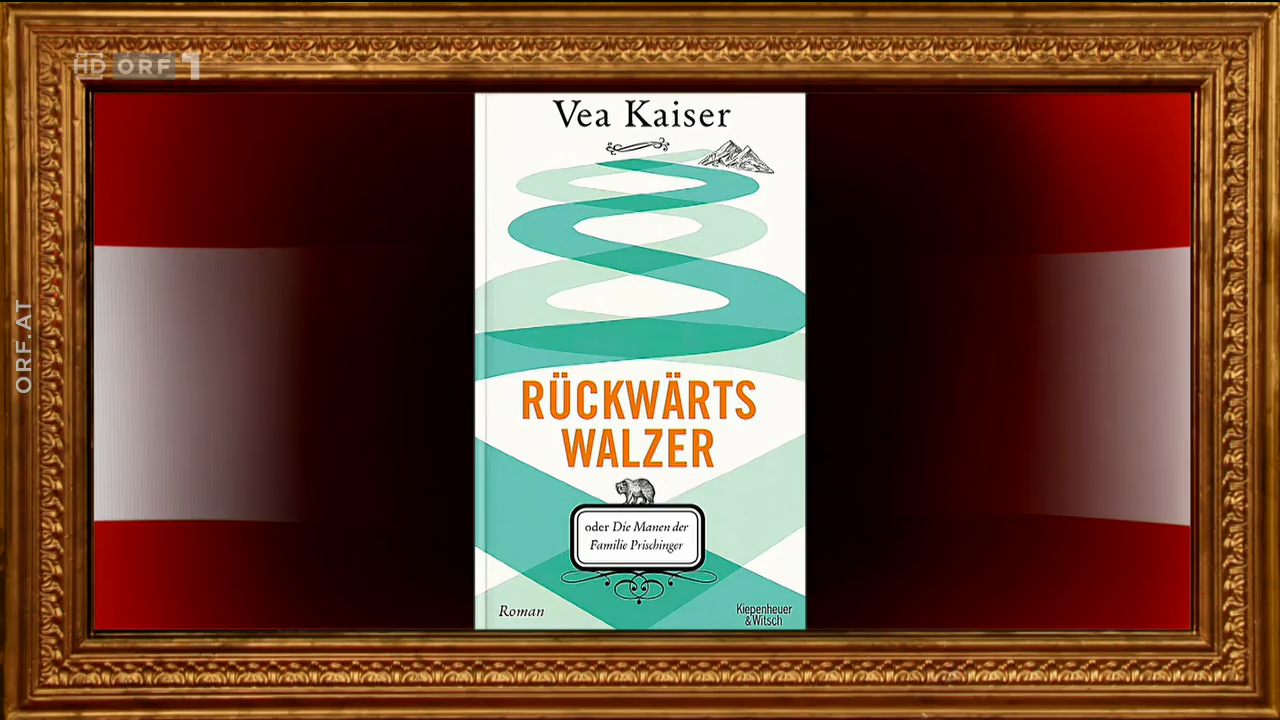 HD ORF 1
ORF.AT
Vea Kaiser
RÜCKWÄRTS
WALZER
oder Die Manen der
Familie Prischinger
Roman
Kiepenheuer
&Witsch